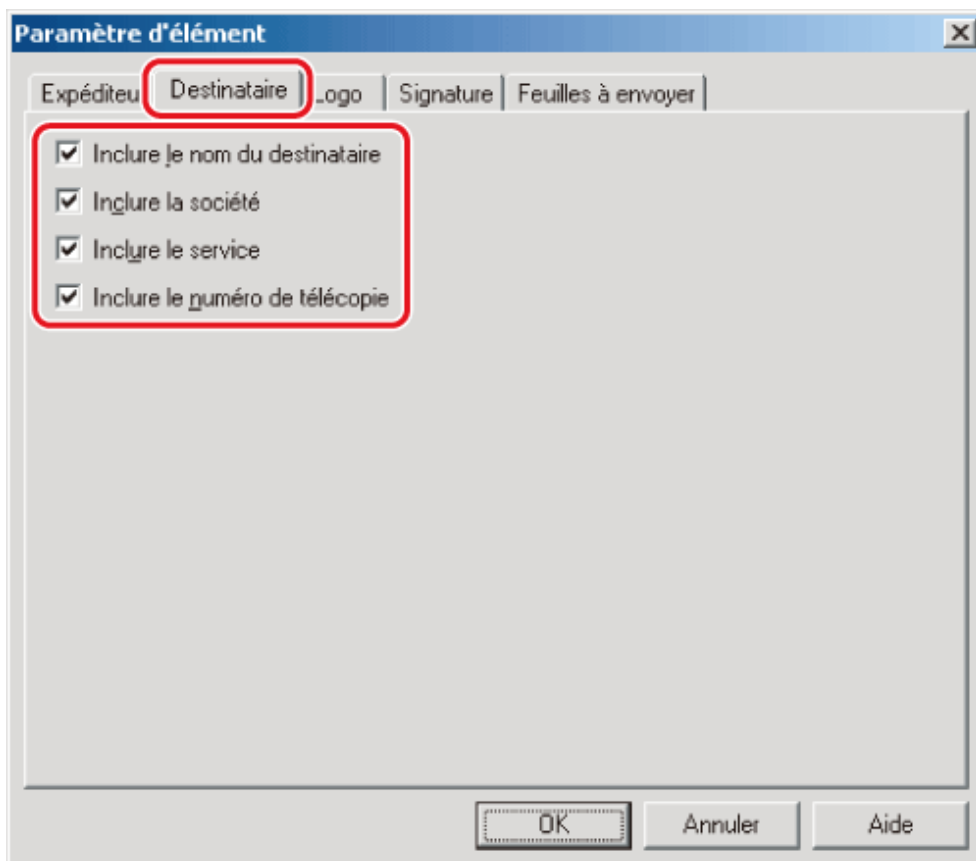 Paramètre d'élément
Expéditeu Destinataire Logo Signature Feuilles à envoyer
Inclure le nom du destinataire
Inclure la société
Inclure le service
Inclure le numéro de télécopie
OK Annuler Aide